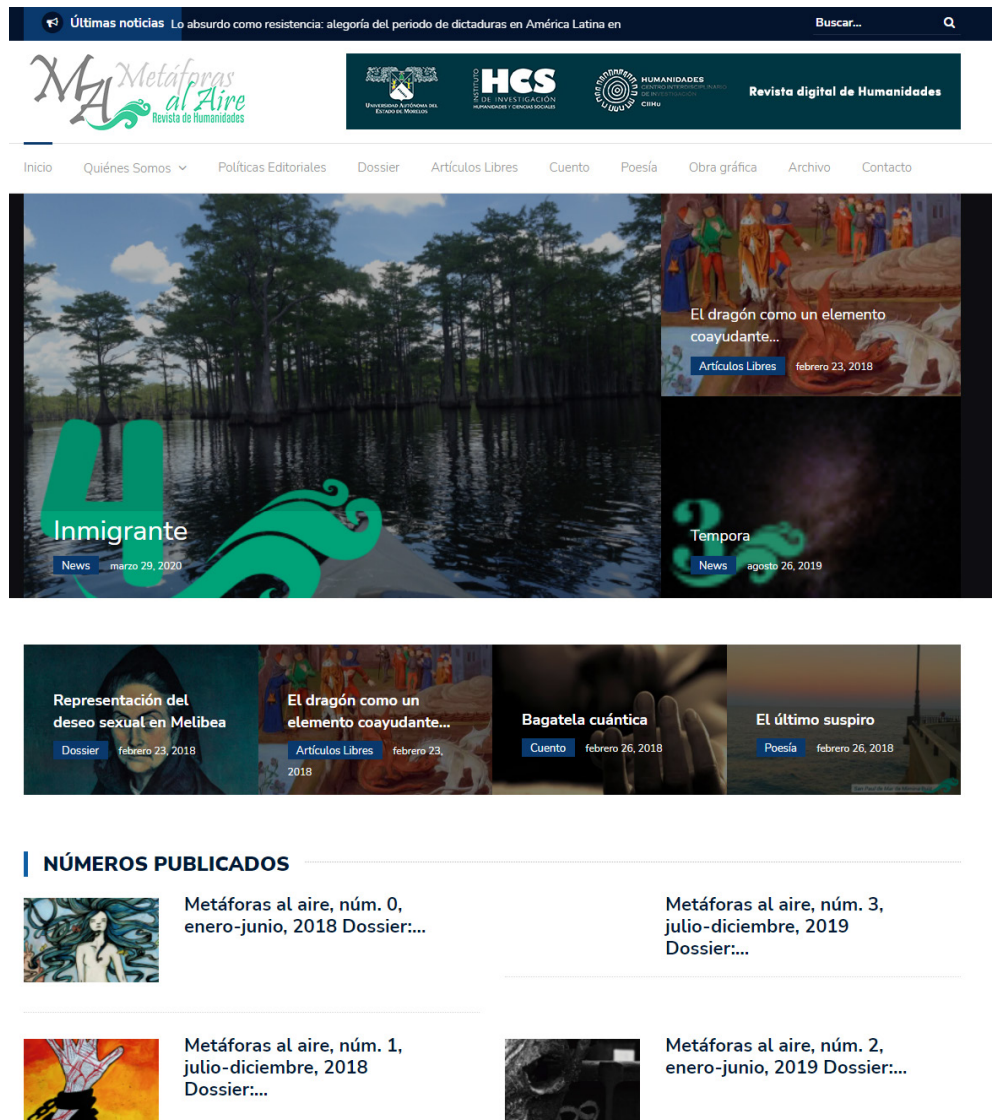 Últimas noticias Lo absurdo como resistencia: alegoría del periodo de dictaduras en América Latina en
Buscar...
MA Metáforas
al Aire
Revista de Humanidades
UNIVERSIDAD AUTÓNOMA DEL
ESTADO DE MORELOS
INSTITUTO
HCS
DE INVESTIGACIÓN
HUMANIDADES Y CIENCIAS SOCIALES
HUMANIDADES
CENTRO INTERDISCIPLINARIO
DE INVESTIGACIÓN
CIIHu
Revista digital de Humanidades
Inicio
Quiénes Somos
Políticas Editoriales
Dossier
Artículos Libres
Cuento
Poesía
Obra gráfica
Archivo
Contacto
4
Inmigrante
News marzo 29, 2020
El dragón como un elemento
coayudante...
Artículos Libres febrero 23, 2018
3
Tempora
News agosto 26, 2019
Representación del
deseo sexual en Melibea
Dossier febrero 23, 2018
El dragón como un
elemento coayudante...
Artículos Libres febrero 23,
2018
Bagatela cuántica
Cuento febrero 26, 2018
El último suspiro
Poesía febrero 26, 2018
NÚMEROS PUBLICADOS
Metáforas al aire, núm. 0,
enero-junio, 2018 Dossier:...
Metáforas al aire, núm. 3,
julio-diciembre, 2019
Dossier:...
Metáforas al aire, núm. 1,
julio-diciembre, 2018
Dossier:...
Metáforas al aire, núm. 2,
enero-junio, 2019 Dossier:...